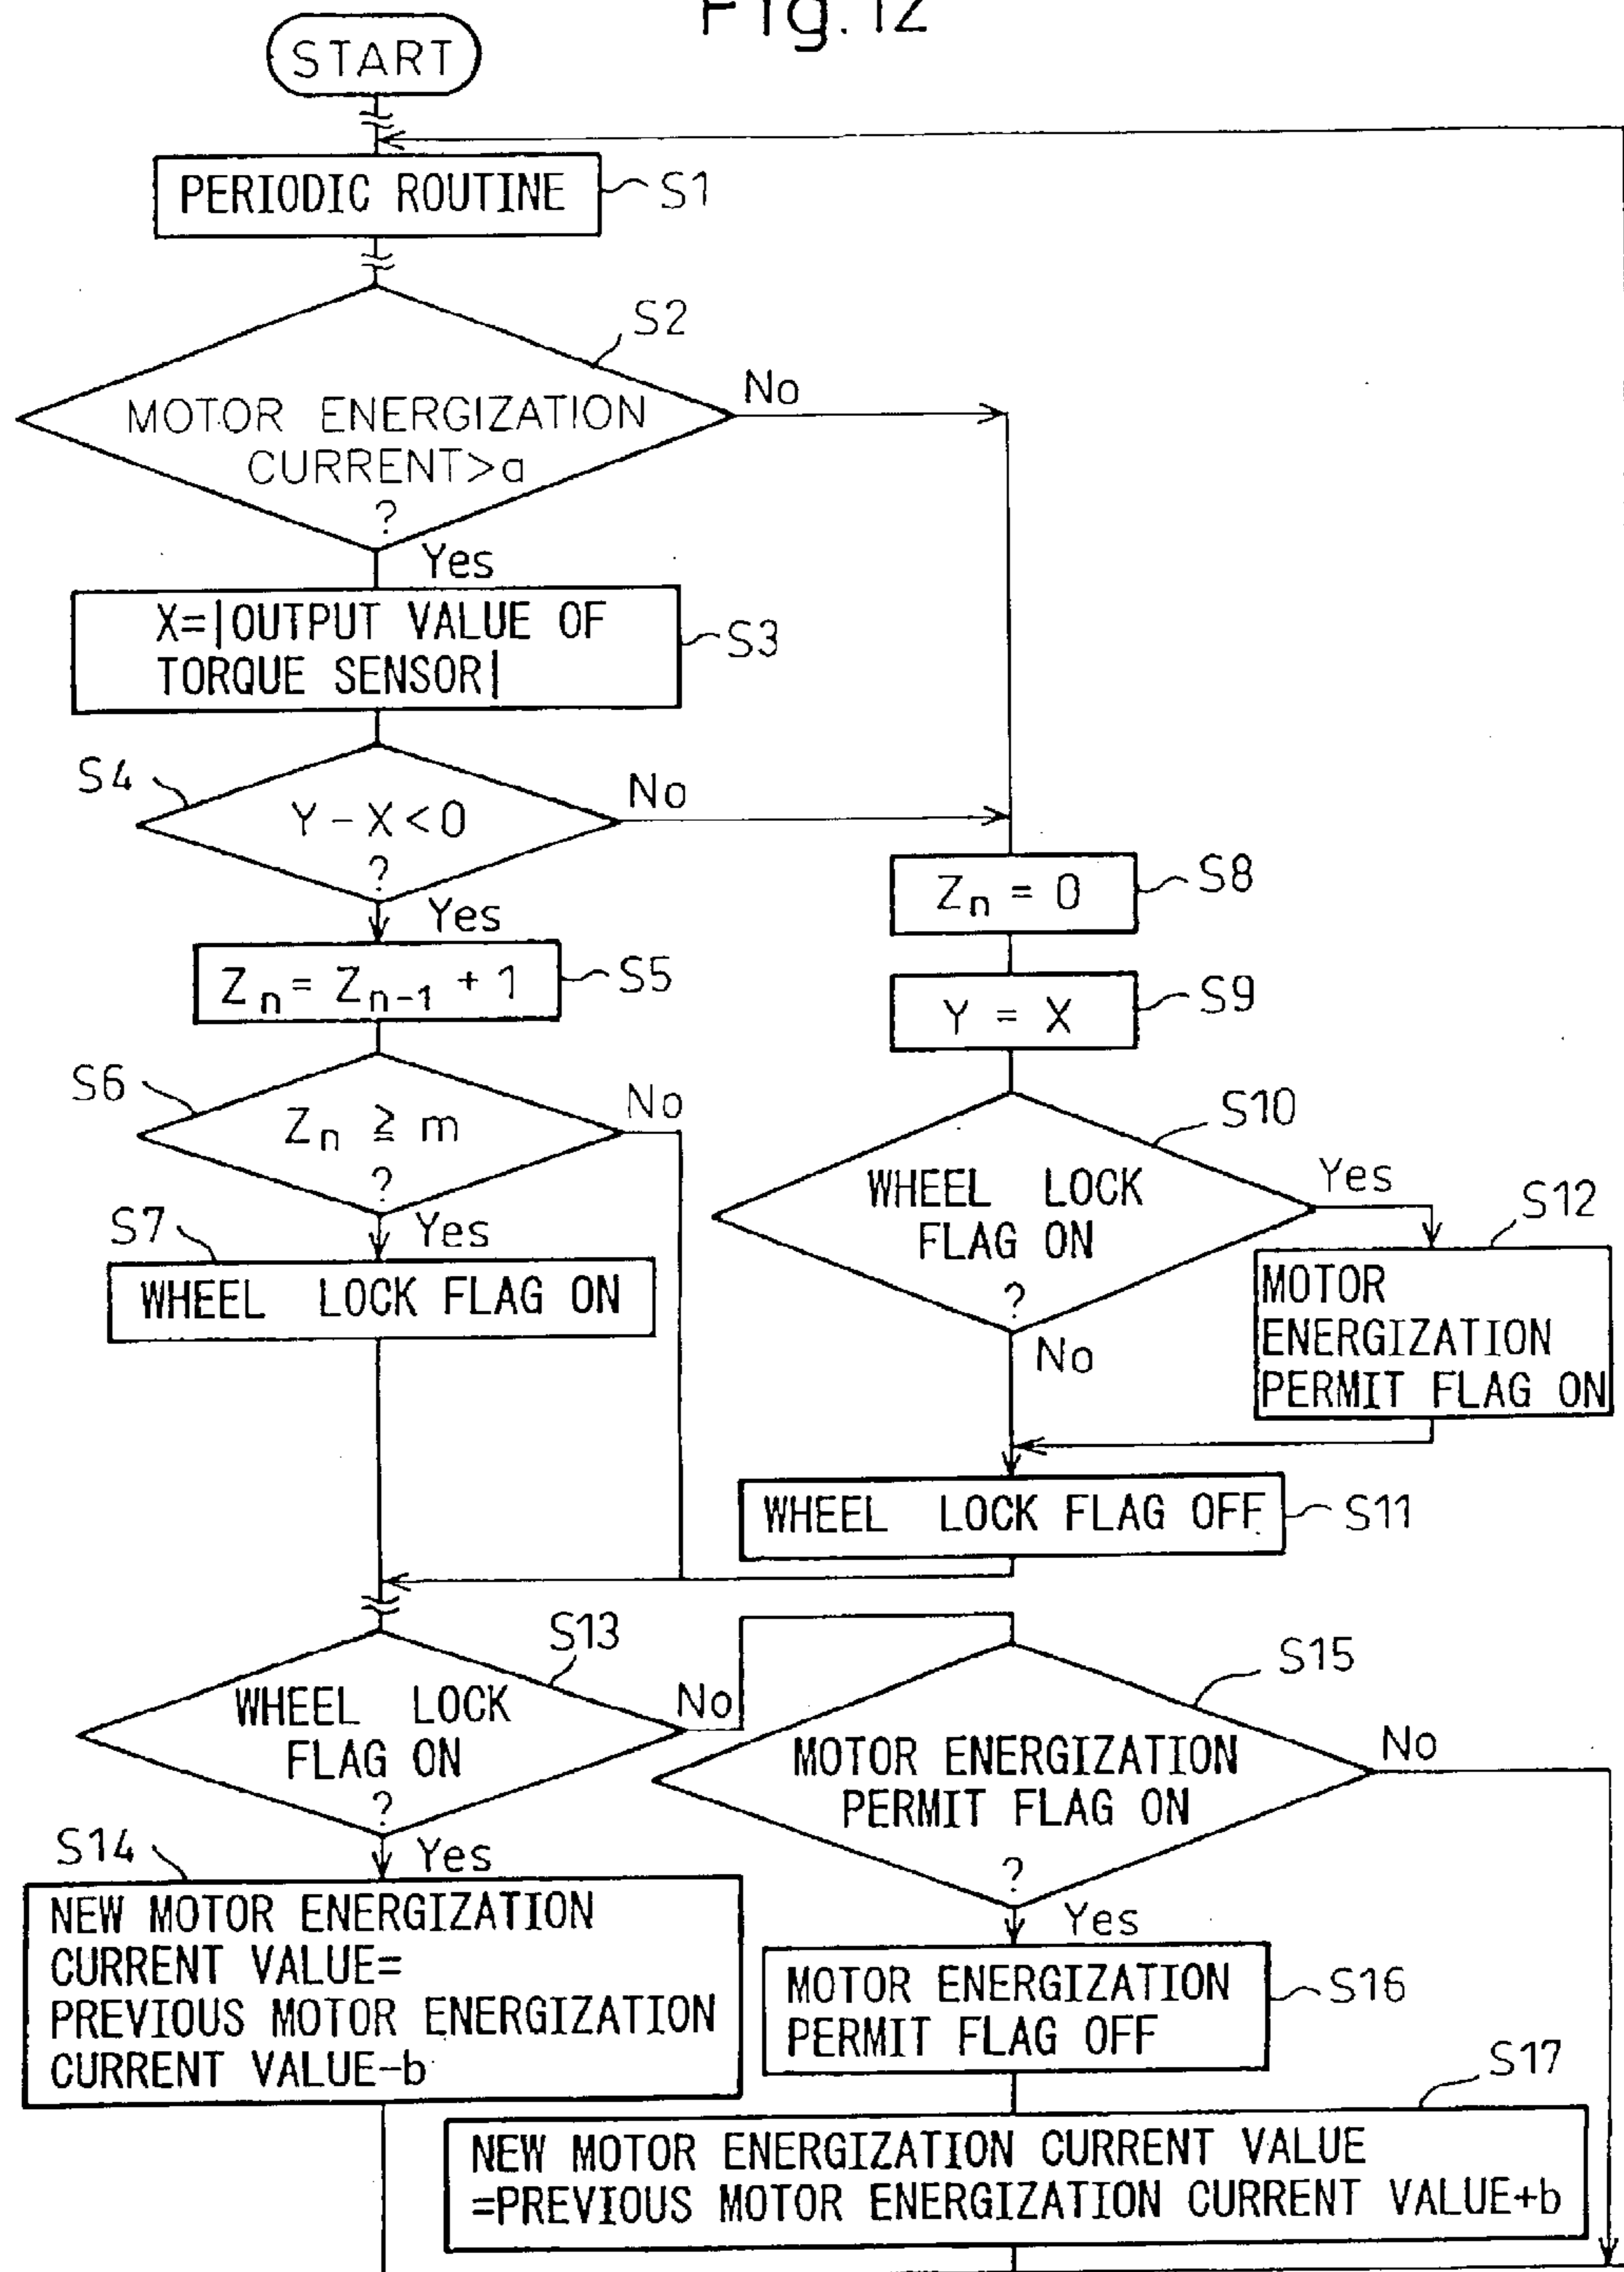 Fig. 12
START
PERIODIC ROUTINE
S1
S2
MOTOR ENERGIZATION
CURRENT>a
?
No
Yes
X=|OUTPUT VALUE OF
TORQUE SENSOR|
S3
S4
Y-X<0
?
No
Yes
Zn = Zn-1 + 1
S5
Zn = 0
S8
Y = X
S9
S6
Zn ≧ m
?
No
Yes
S7
WHEEL LOCK FLAG ON
S10
WHEEL LOCK
FLAG ON
?
Yes
No
S12
MOTOR
ENERGIZATION
PERMIT FLAG ON
WHEEL LOCK FLAG OFF
S11
S13
WHEEL LOCK
FLAG ON
?
No
Yes
S15
MOTOR ENERGIZATION
PERMIT FLAG ON
?
No
Yes
S14
NEW MOTOR ENERGIZATION
CURRENT VALUE=
PREVIOUS MOTOR ENERGIZATION
CURRENT VALUE-b
MOTOR ENERGIZATION
PERMIT FLAG OFF
S16
S17
NEW MOTOR ENERGIZATION CURRENT VALUE
=PREVIOUS MOTOR ENERGIZATION CURRENT VALUE+b